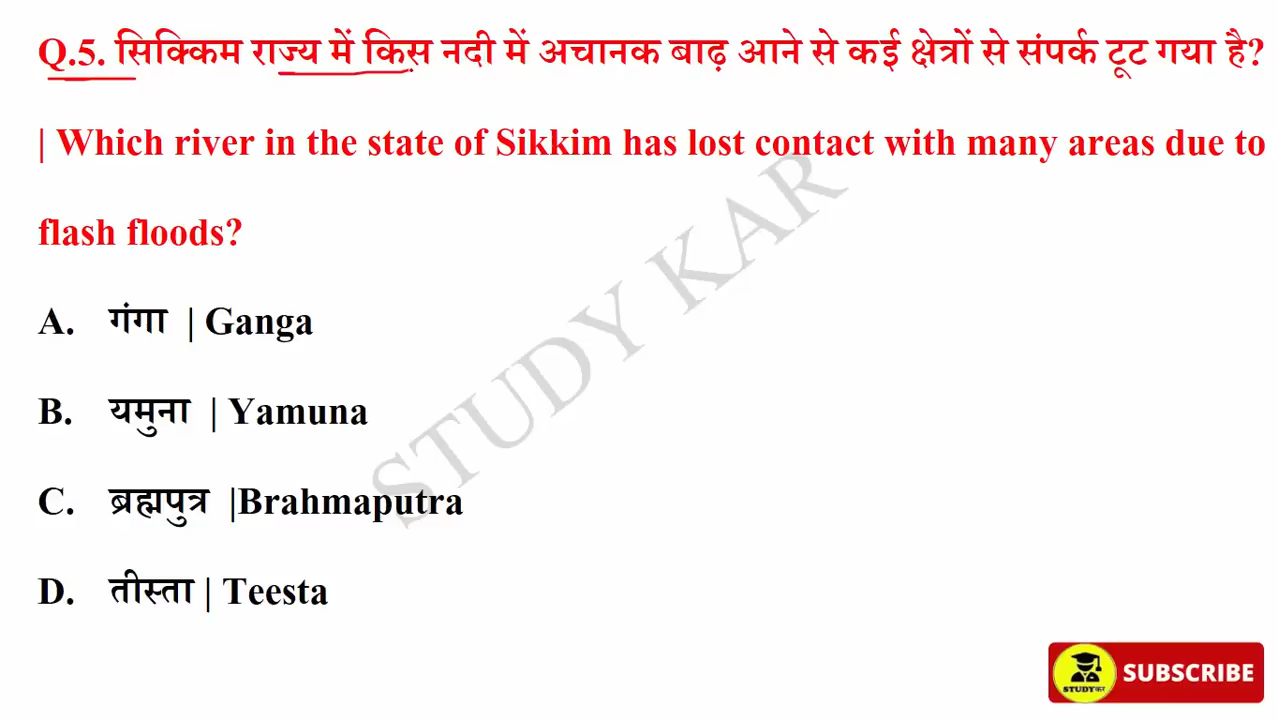 Q.5. सिक्किम राज्य में किस नदी में अचानक बाढ़ आने से कई क्षेत्रों से संपर्क टूट गया है?
| Which river in the state of Sikkim has lost contact with many areas due to
flash floods?
A. गंगा | Ganga
B. यमुना | Yamuna
C. ब्रह्मपुत्र |Brahmaputra
D. तीस्ता | Teesta
STUDY KAR
STUDYकर
SUBSCRIBE